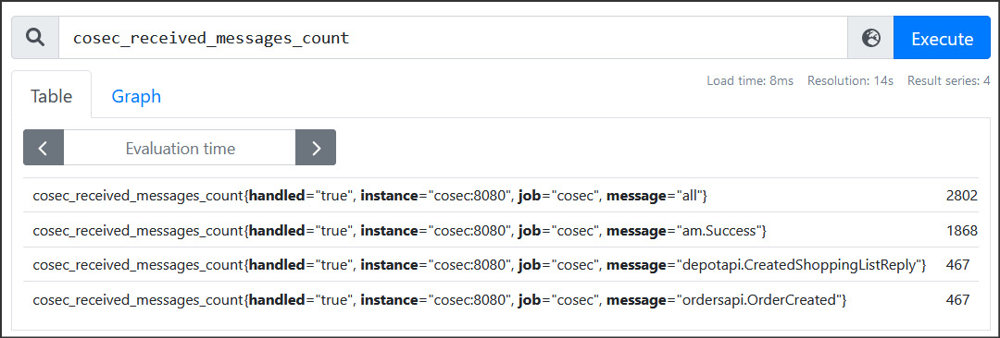 cosec_received_messages_count
Execute
Load time: 8ms Resolution: 14s Result series: 4
Table Graph
Evaluation time
cosec_received_messages_count{handled="true", instance="cosec:8080", job="cosec", message="all"} 2802
cosec_received_messages_count{handled="true", instance="cosec:8080", job="cosec", message="am.Success"} 1868
cosec_received_messages_count{handled="true", instance="cosec:8080", job="cosec", message="depotapi.CreatedShoppingListReply"} 467
cosec_received_messages_count{handled="true", instance="cosec:8080", job="cosec", message="ordersapi.OrderCreated"} 467